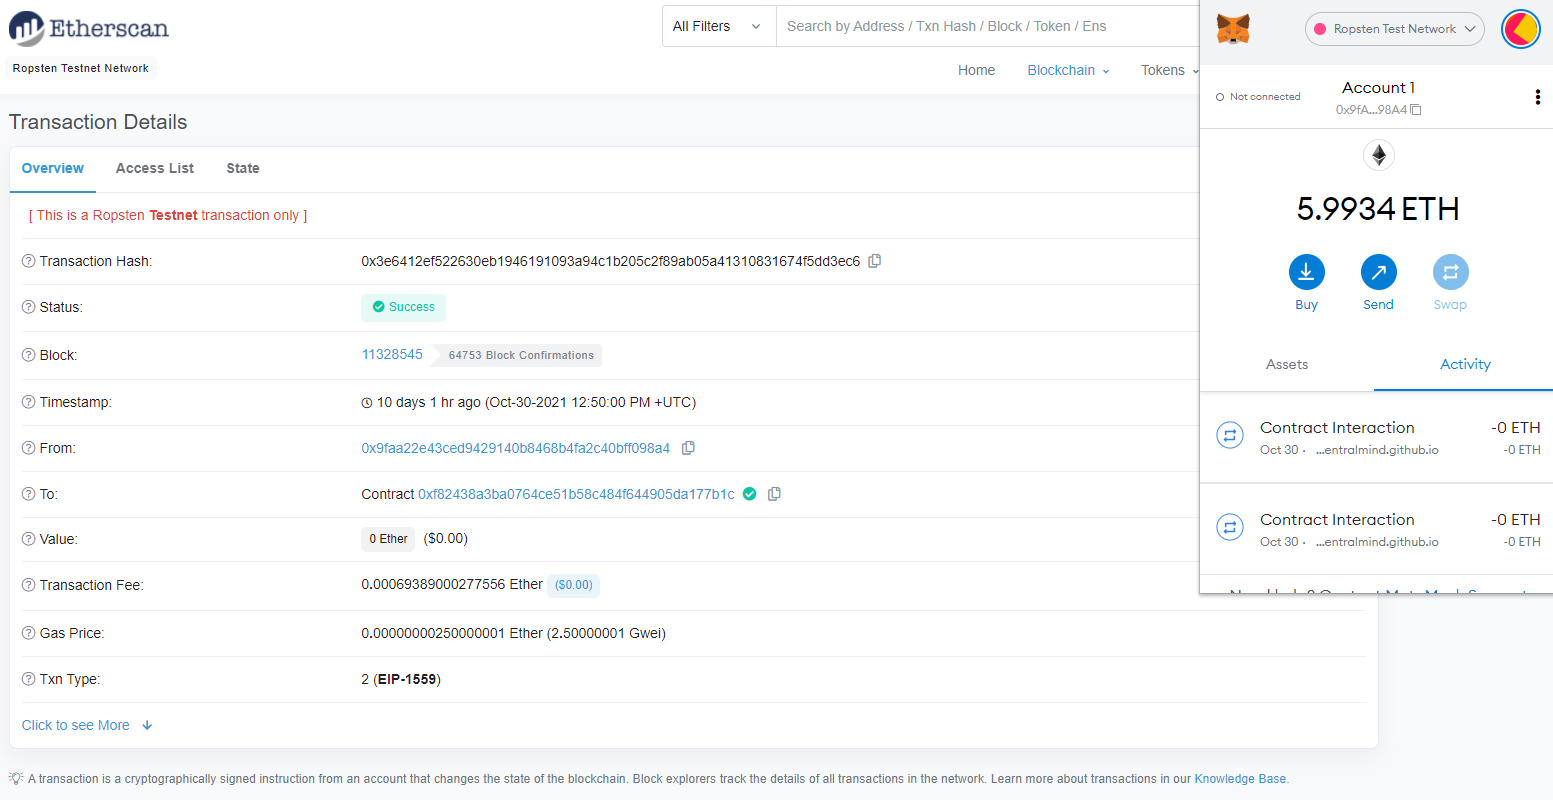 Etherscan
Ropsten Testnet Network
All Filters
Search by Address / Txn Hash / Block / Token / Ens
Home Blockchain Tokens
Transaction Details
Overview Access List State
[ This is a Ropsten Testnet transaction only ]
Transaction Hash: 0x3e6412ef522630eb1946191093a94c1b205c2f89ab05a41310831674f5dd3ec6
Status: Success
Block: 11328545 64753 Block Confirmations
Timestamp: 10 days 1 hr ago (Oct-30-2021 12:50:00 PM +UTC)
From: 0x9faa22e43ced9429140b8468b4fa2c40bff098a4
To: Contract 0xf82438a3ba0764ce51b58c484f644905da177b1c
Value: 0 Ether ($0.00)
Transaction Fee: 0.00069389000277556 Ether ($0.00)
Gas Price: 0.00000000250000001 Ether (2.50000001 Gwei)
Txn Type: 2 (EIP-1559)
Click to see More
A transaction is a cryptographically signed instruction from an account that changes the state of the blockchain. Block explorers track the details of all transactions in the network. Learn more about transactions in our Knowledge Base.
Ropsten Test Network
Not connected
Account 1
0x9fA...98A4
5.9934 ETH
Buy Send Swap
Assets Activity
Contract Interaction -0 ETH
Oct 30 · ...entralmind.github.io -0 ETH
Contract Interaction -0 ETH
Oct 30 · ...entralmind.github.io -0 ETH